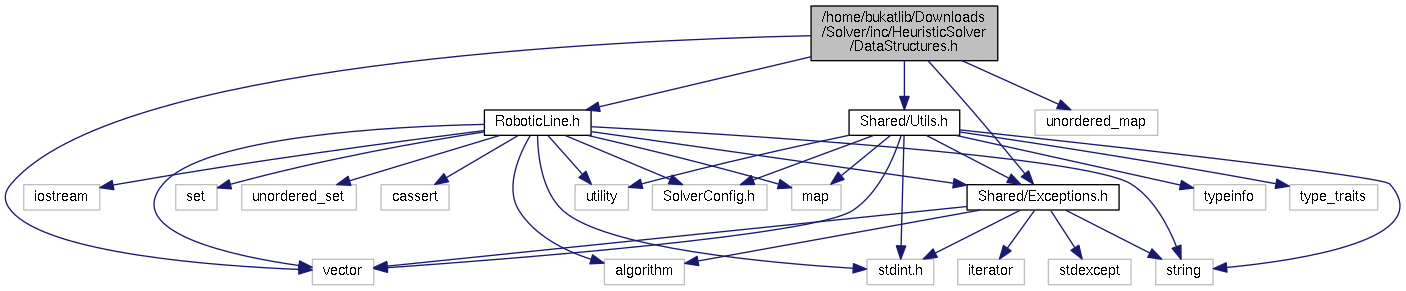 /home/bukatlib/Downloads
/Solver/inc/HeuristicSolver
/DataStructures.h
RoboticLine.h
Shared/Utils.h
unordered_map
iostream
set
unordered_set
cassert
utility
SolverConfig.h
map
Shared/Exceptions.h
typeinfo
type_traits
vector
algorithm
stdint.h
iterator
stdexcept
string